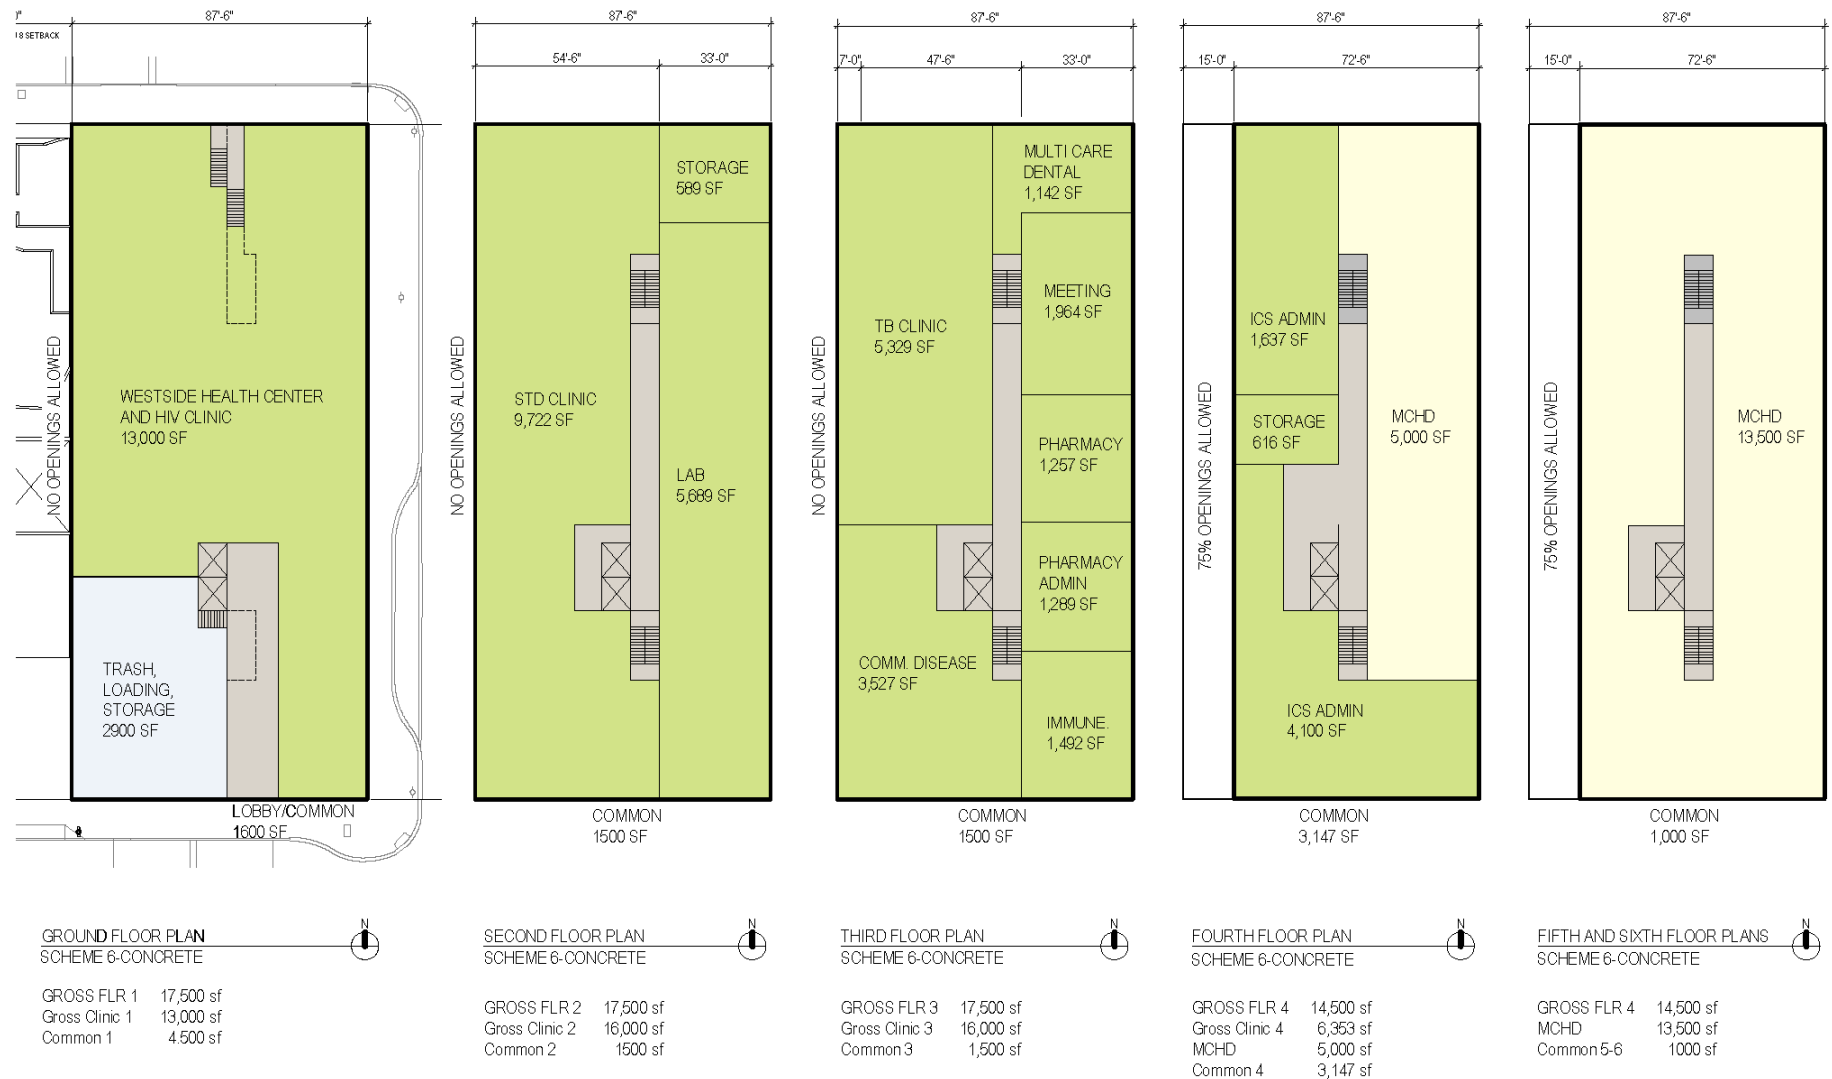 87'-6"
18 SETBACK
NO OPENINGS ALLOWED
WESTSIDE HEALTH CENTER
AND HIV CLINIC
13,000 SF
TRASH,
LOADING,
STORAGE
2900 SF
LOBBY/COMMON
1600 SF
GROUND FLOOR PLAN
N
SCHEME 6-CONCRETE
GROSS FLR 1 17,500 sf
Gross Clinic 1 13,000 sf
Common 1 4.500 sf
87'-6"
54'-6" 33'-0"
STORAGE
589 SF
NO OPENINGS ALLOWED
STD CLINIC
9,722 SF
LAB
5,689 SF
COMMON
1500 SF
SECOND FLOOR PLAN
N
SCHEME 6-CONCRETE
GROSS FLR 2 17,500 sf
Gross Clinic 2 16,000 sf
Common 2 1500 sf
87'-6"
7'-0" 47'-6" 33'-0"
MULTI CARE
DENTAL
1,142 SF
MEETING
1,964 SF
TB CLINIC
5,329 SF
NO OPENINGS ALLOWED
PHARMACY
1,257 SF
PHARMACY
ADMIN
1,289 SF
COMM. DISEASE
3,527 SF
IMMUNE.
1,492 SF
COMMON
1500 SF
THIRD FLOOR PLAN
N
SCHEME 6-CONCRETE
GROSS FLR 3 17,500 sf
Gross Clinic 3 16,000 sf
Common 3 1,500 sf
87'-6"
15'-0" 72'-6"
ICS ADMIN
1,637 SF
75% OPENINGS ALLOWED
STORAGE
616 SF
MCHD
5,000 SF
ICS ADMIN
4,100 SF
COMMON
3,147 SF
FOURTH FLOOR PLAN
N
SCHEME 6-CONCRETE
GROSS FLR 4 14,500 sf
Gross Clinic 4 6,353 sf
MCHD 5,000 sf
Common 4 3,147 sf
87'-6"
15'-0" 72'-6"
75% OPENINGS ALLOWED
MCHD
13,500 SF
COMMON
1,000 SF
FIFTH AND SIXTH FLOOR PLANS
N
SCHEME 6-CONCRETE
GROSS FLR 4 14,500 sf
MCHD 13,500 sf
Common 5-6 1000 sf